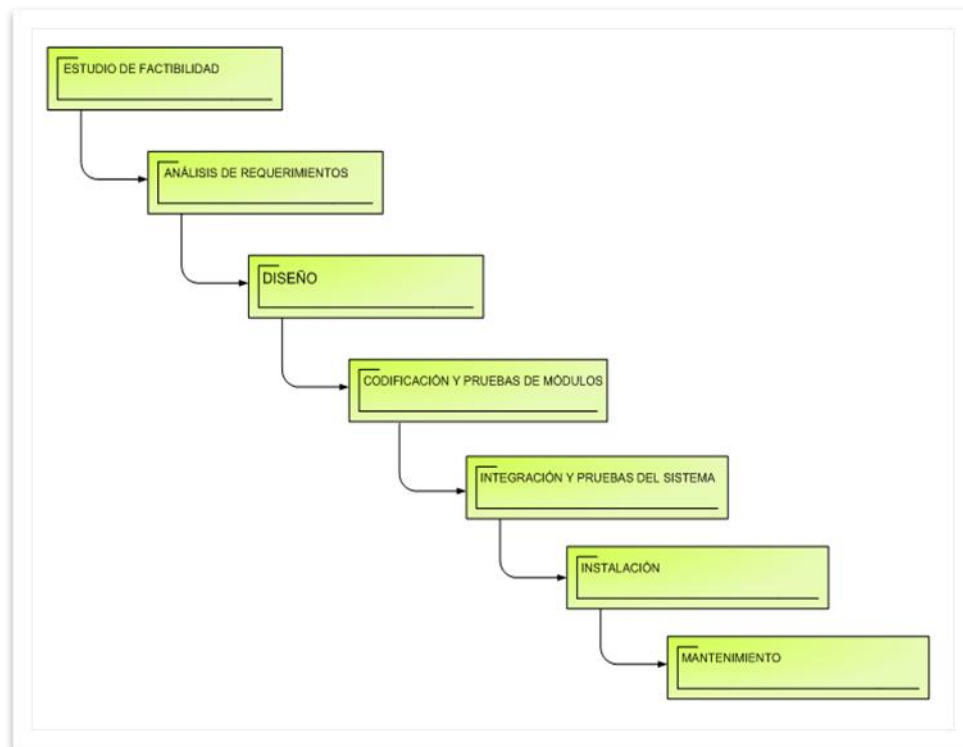 ESTUDIO DE FACTIBILIDAD
ANÁLISIS DE REQUERIMIENTOS
DISEÑO
CODIFICACIÓN Y PRUEBAS DE MÓDULOS
INTEGRACIÓN Y PRUEBAS DEL SISTEMA
INSTALACIÓN
MANTENIMIENTO